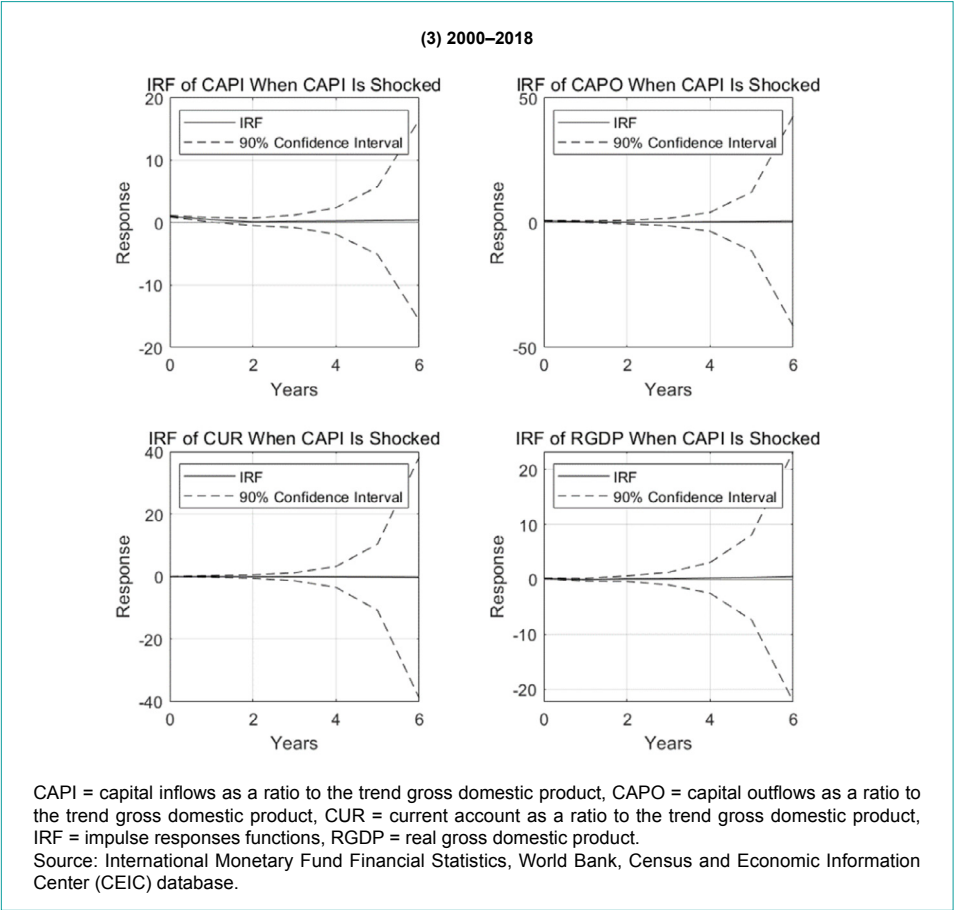 (3) 2000–2018
IRF of CAPI When CAPI Is Shocked
20
10
0
-10
-20
Response
IRF
90% Confidence Interval
0 2 4 6
Years
IRF of CAPO When CAPI Is Shocked
50
0
-50
Response
IRF
90% Confidence Interval
0 2 4 6
Years
IRF of CUR When CAPI Is Shocked
40
20
0
-20
-40
Response
IRF
90% Confidence Interval
0 2 4 6
Years
IRF of RGDP When CAPI Is Shocked
20
10
0
-10
-20
Response
IRF
90% Confidence Interval
0 2 4 6
Years
CAPI = capital inflows as a ratio to the trend gross domestic product, CAPO = capital outflows as a ratio to
the trend gross domestic product, CUR = current account as a ratio to the trend gross domestic product,
IRF = impulse responses functions, RGDP = real gross domestic product.
Source: International Monetary Fund Financial Statistics, World Bank, Census and Economic Information
Center (CEIC) database.